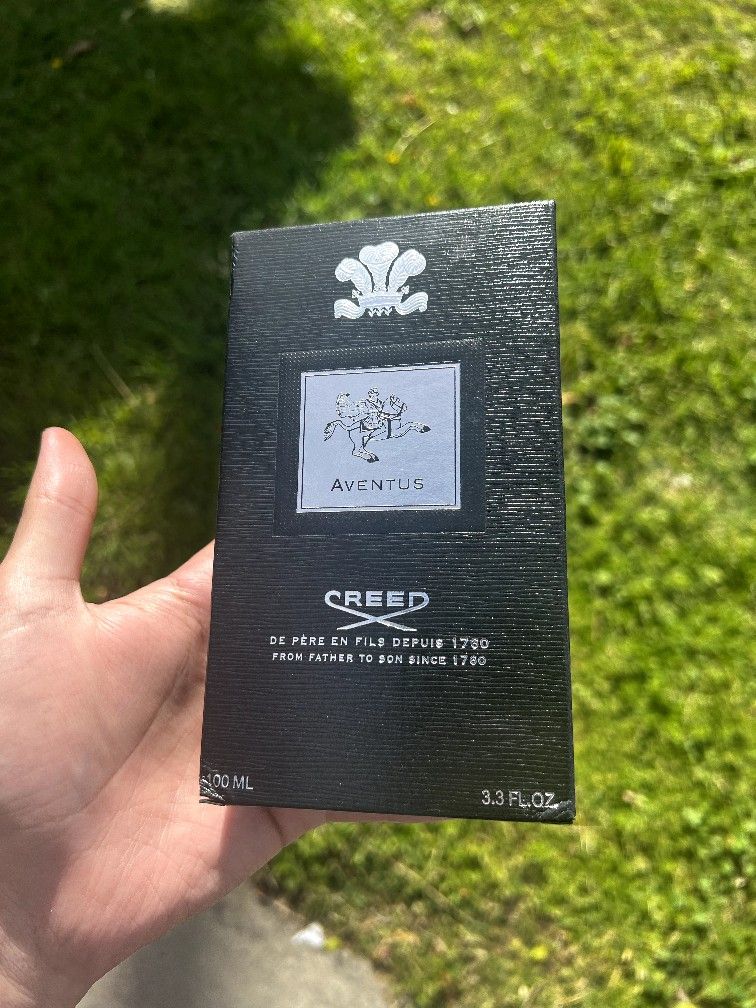 AVENTUS
CREED
DE PÈRE EN FILS DEPUIS 1760
FROM FATHER TO SON SINCE 1760
100 ML
3.3 FL.OZ.